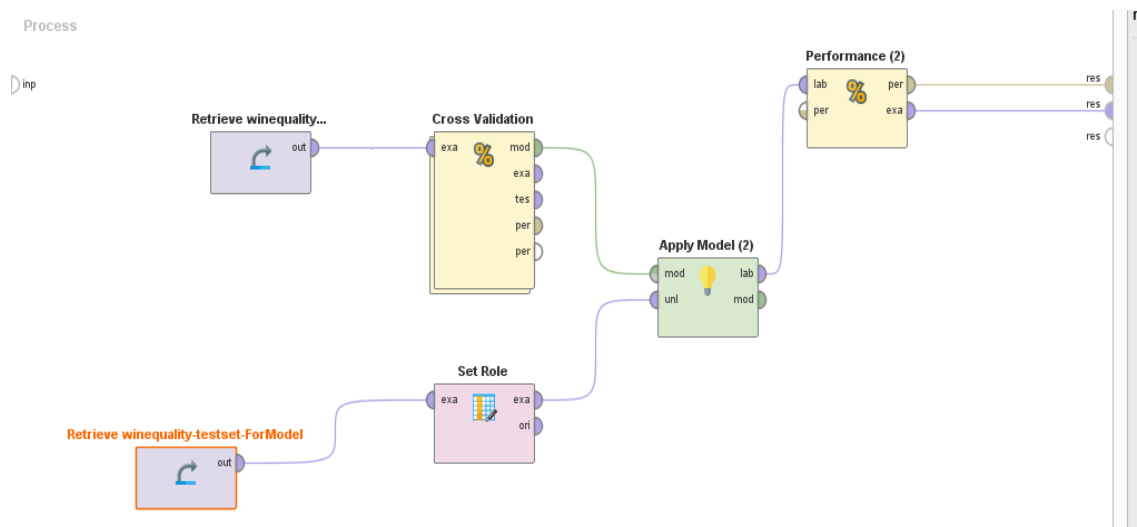 Process
inp
Retrieve winequality...
out
Cross Validation
exa
mod
exa
tes
per
per
Performance (2)
lab
per
per
exa
res
res
res
Apply Model (2)
mod
lab
unl
mod
Set Role
exa
exa
ori
Retrieve winequality-testset-ForModel
out